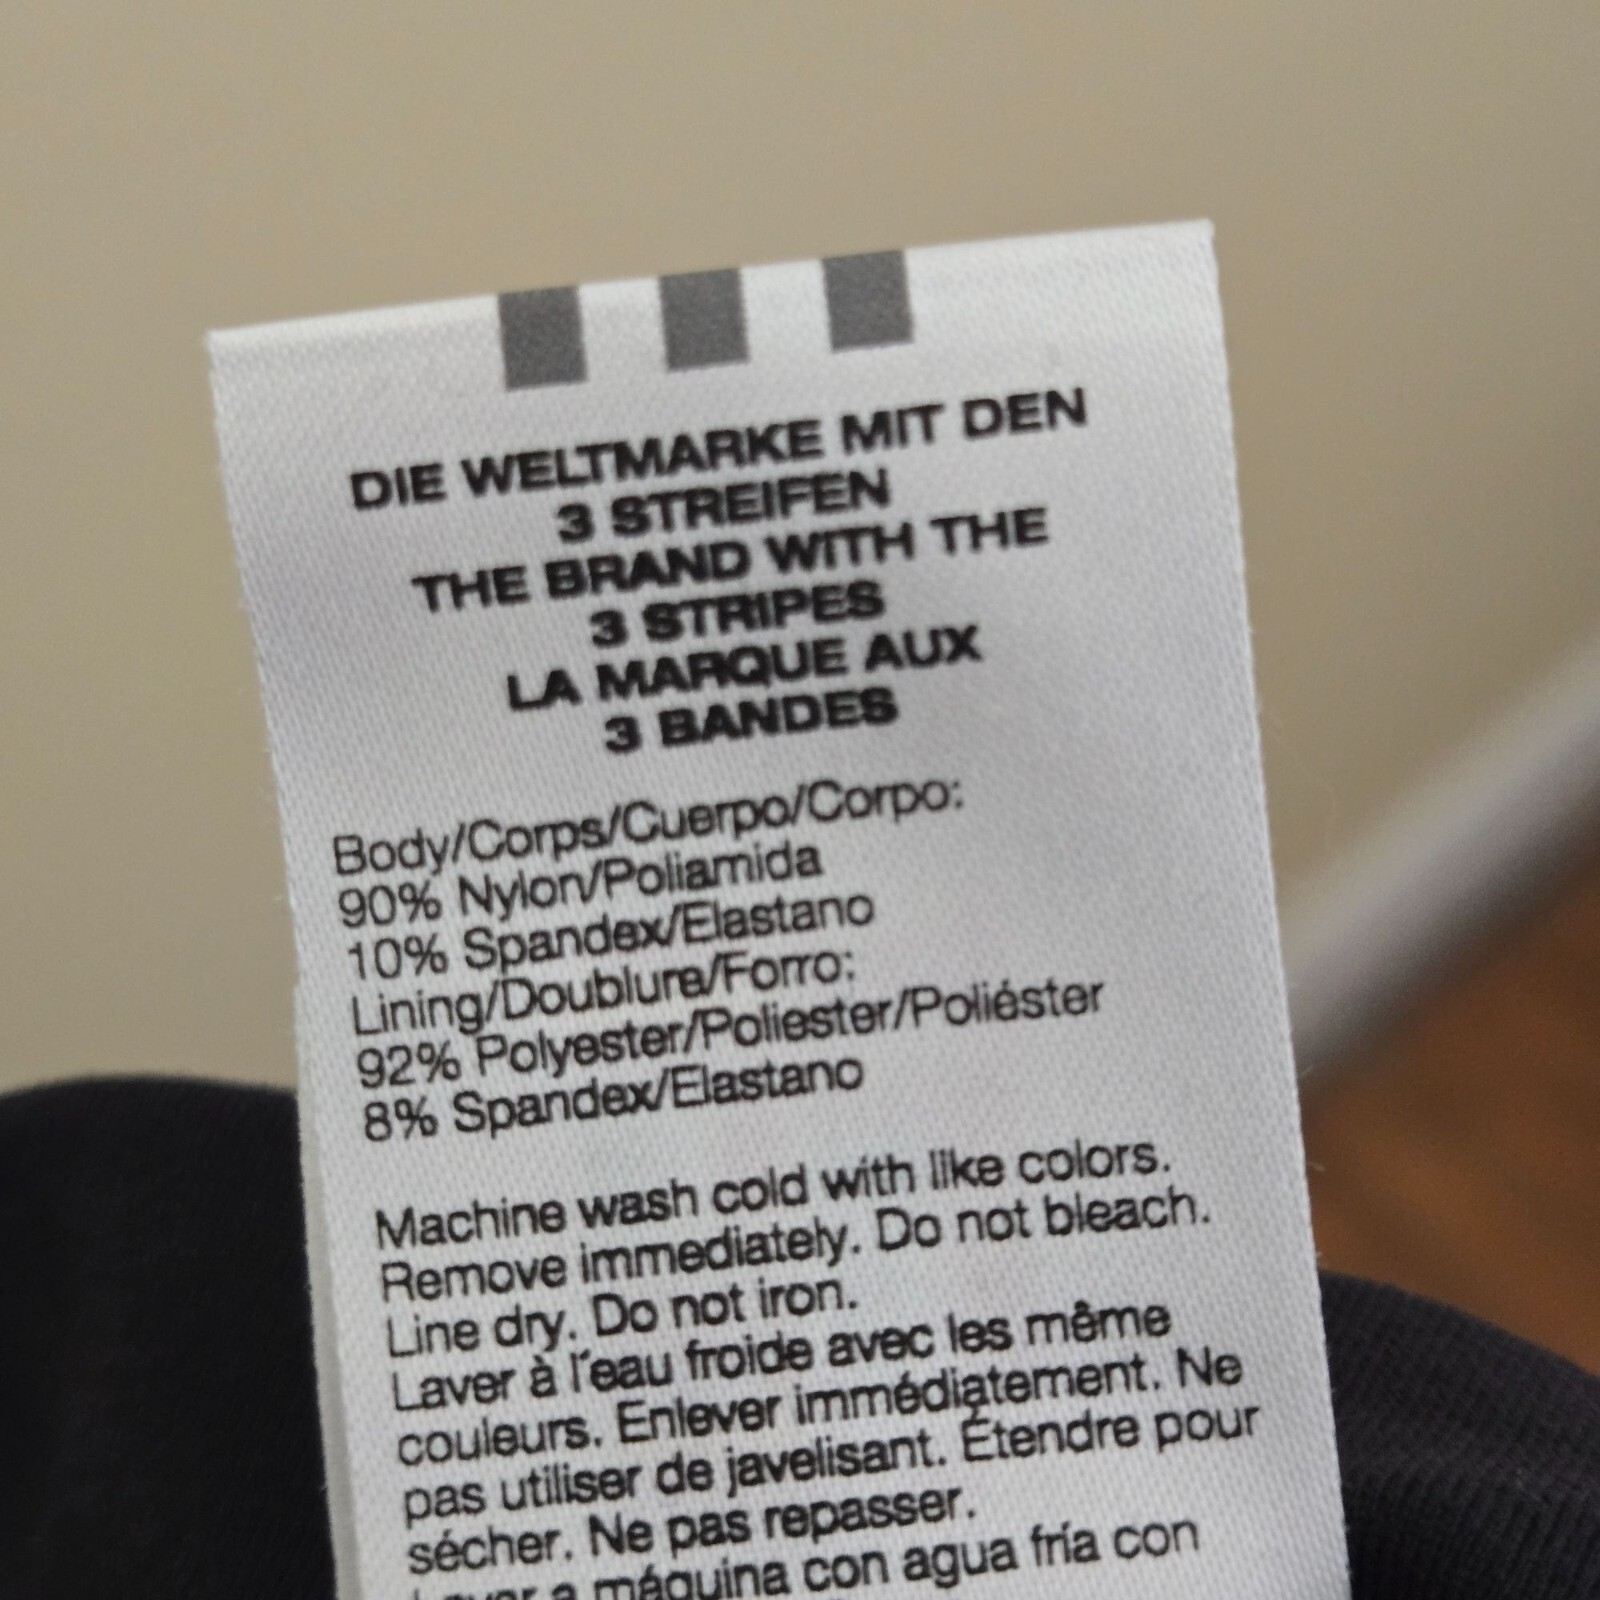 DIE WELTMARKE MIT DEN
3 STREIFEN
THE BRAND WITH THE
3 STRIPES
LA MARQUE AUX
3 BANDES
Body/Corps/Cuerpo/Corpo:
90% Nylon/Poliamida
10% Spandex/Elastano
Lining/Doublure/Forro:
92% Polyester/Poliester/Poliéster
8% Spandex/Elastano
Machine wash cold with like colors.
Remove immediately. Do not bleach.
Line dry. Do not iron.
Laver à l'eau froide avec les même
couleurs. Enlever immédiatement. Ne
pas utiliser de javelisant. Étendre pour
sécher. Ne pas repasser.
Lavar a máquina con agua fría con